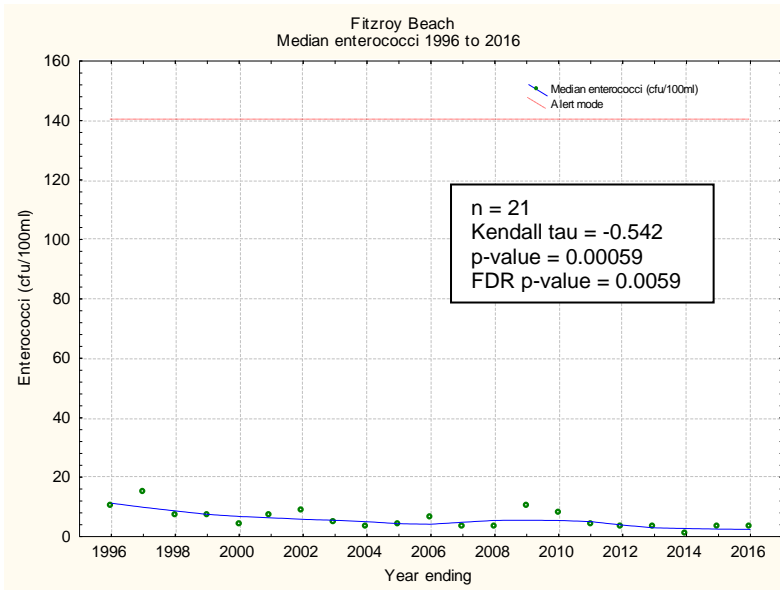 Fitzroy Beach
Median enterococci 1996 to 2016
160
140
120
100
80
60
40
20
0
Enterococci (cfu/100ml)
Median enterococci (cfu/100ml)
Alert mode
n = 21
Kendall tau = -0.542
p-value = 0.00059
FDR p-value = 0.0059
1996 1998 2000 2002 2004 2006 2008 2010 2012 2014 2016
Year ending